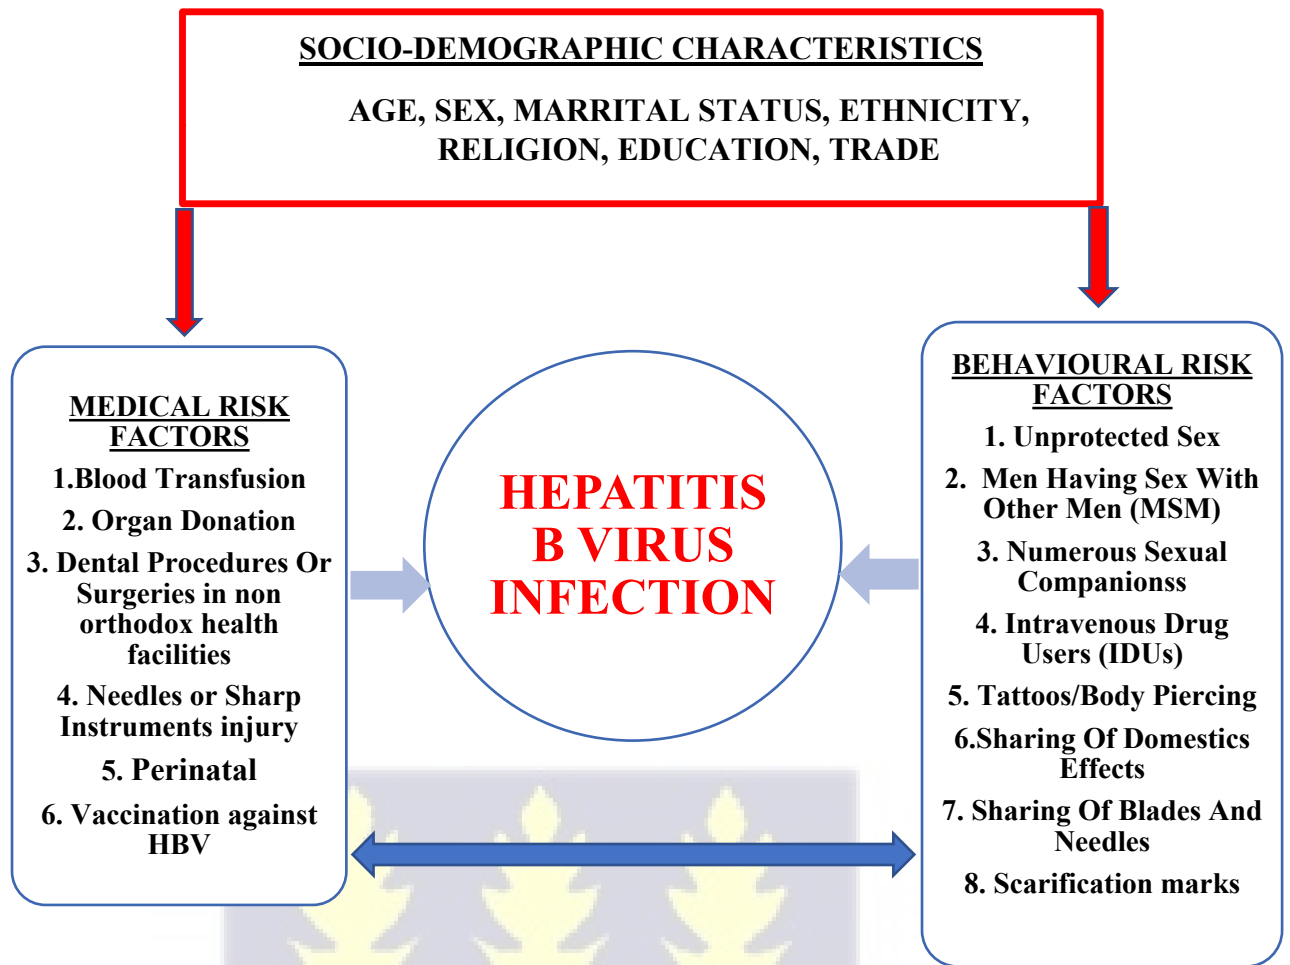 SOCIO-DEMOGRAPHIC CHARACTERISTICS
AGE, SEX, MARRITAL STATUS, ETHNICITY,
RELIGION, EDUCATION, TRADE
MEDICAL RISK
FACTORS
1.Blood Transfusion
2. Organ Donation
3. Dental Procedures Or
Surgeries in non
orthodox health
facilities
4. Needles or Sharp
Instruments injury
5. Perinatal
6. Vaccination against
HBV
HEPATITIS
B VIRUS
INFECTION
BEHAVIOURAL RISK
FACTORS
1. Unprotected Sex
2. Men Having Sex With
Other Men (MSM)
3. Numerous Sexual
Companionss
4. Intravenous Drug
Users (IDUs)
5. Tattoos/Body Piercing
6.Sharing Of Domestics
Effects
7. Sharing Of Blades And
Needles
8. Scarification marks